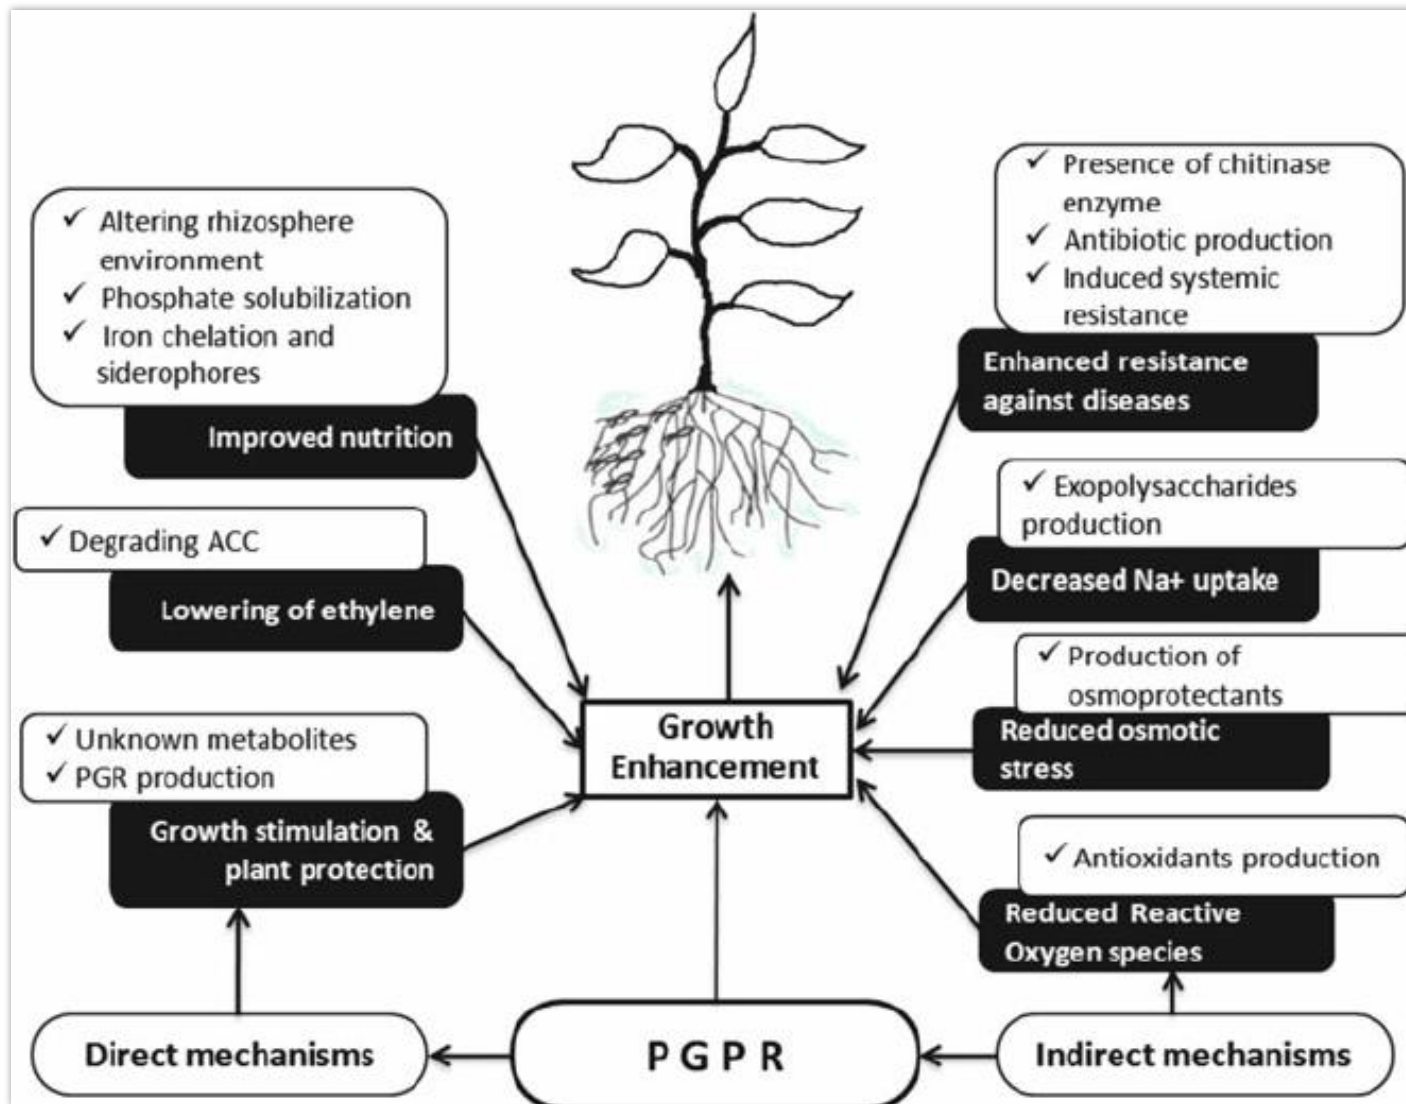 ✓ Altering rhizosphere
environment
✓ Phosphate solubilization
✓ Iron chelation and
siderophores
Improved nutrition
✓ Degrading ACC
Lowering of ethylene
✓ Unknown metabolites
✓ PGR production
Growth stimulation &
plant protection
Direct mechanisms
✓ Presence of chitinase
enzyme
✓ Antibiotic production
✓ Induced systemic
resistance
Enhanced resistance
against diseases
✓ Exopolysaccharides
production
Decreased Na+ uptake
✓ Production of
osmoprotectants
Reduced osmotic
stress
✓ Antioxidants production
Reduced Reactive
Oxygen species
Indirect mechanisms
Growth
Enhancement
P G P R